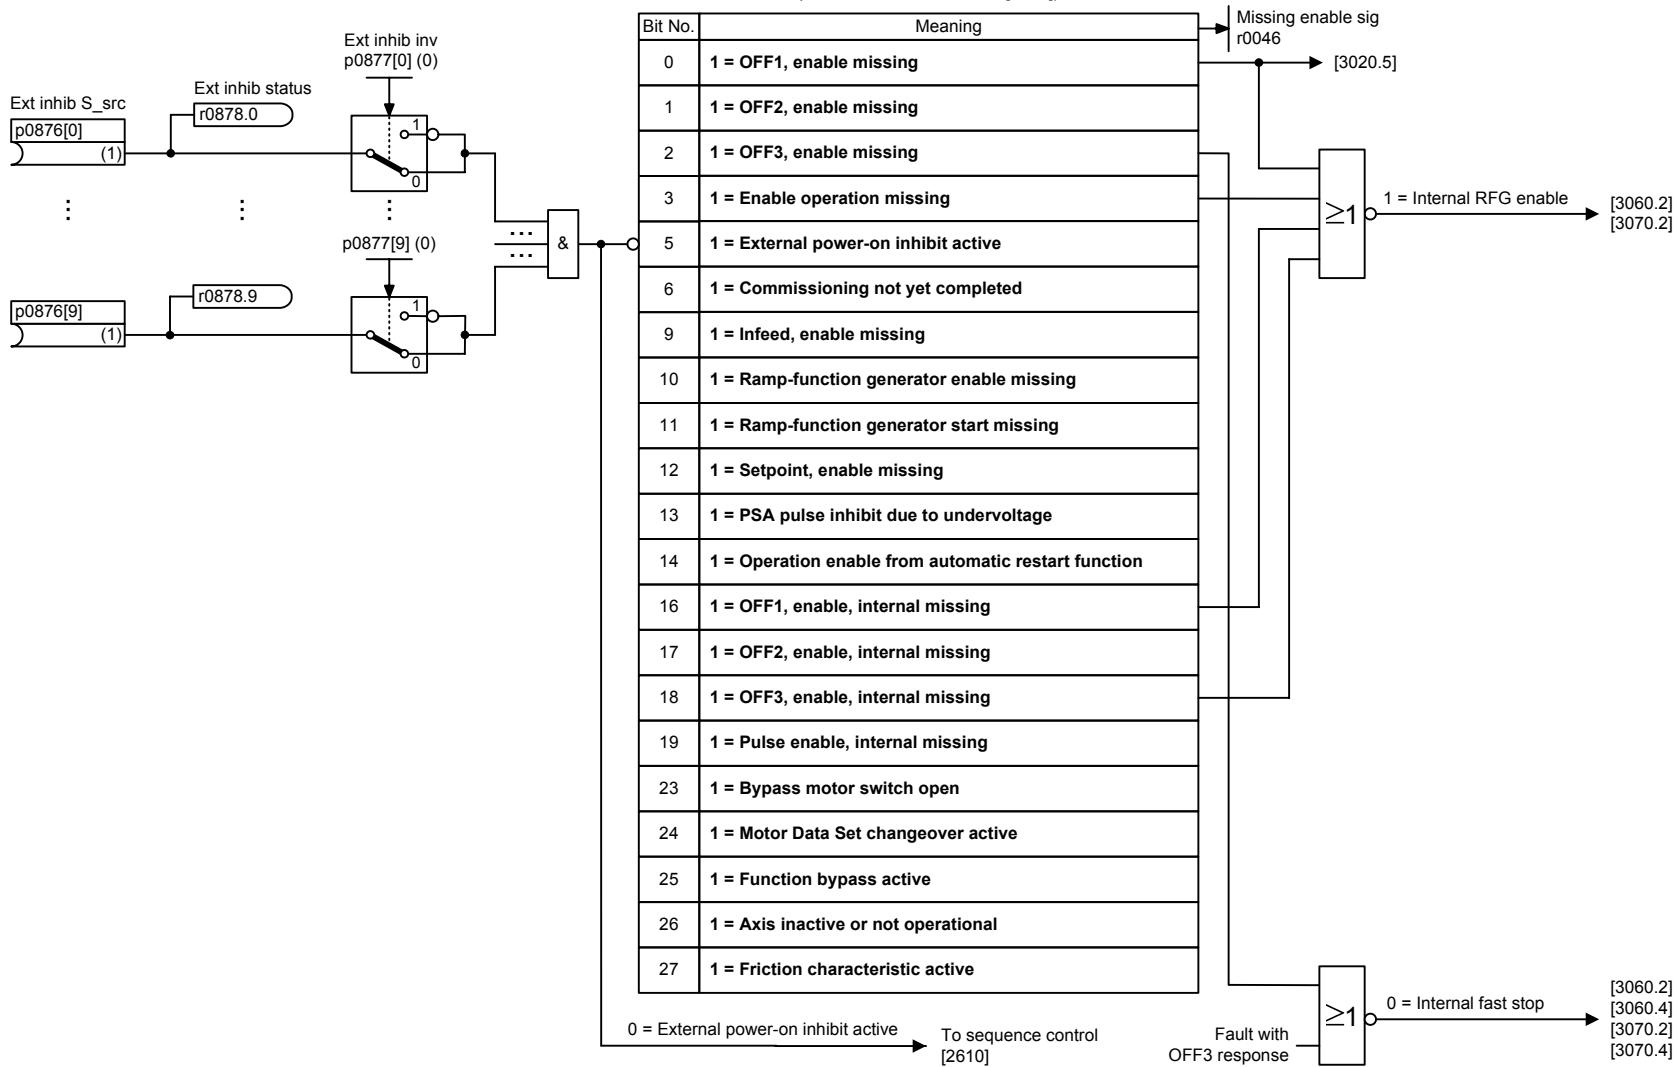 Bit No. Meaning
Missing enable sig
r0046
0 1 = OFF1, enable missing
[3020.5]
1 1 = OFF2, enable missing
2 1 = OFF3, enable missing
3 1 = Enable operation missing
5 1 = External power-on inhibit active
6 1 = Commissioning not yet completed
9 1 = Infeed, enable missing
10 1 = Ramp-function generator enable missing
11 1 = Ramp-function generator start missing
12 1 = Setpoint, enable missing
13 1 = PSA pulse inhibit due to undervoltage
14 1 = Operation enable from automatic restart function
16 1 = OFF1, enable, internal missing
17 1 = OFF2, enable, internal missing
18 1 = OFF3, enable, internal missing
19 1 = Pulse enable, internal missing
23 1 = Bypass motor switch open
24 1 = Motor Data Set changeover active
25 1 = Function bypass active
26 1 = Axis inactive or not operational
27 1 = Friction characteristic active
Ext inhib inv
p0877[0] (0)
Ext inhib status
r0878.0
Ext inhib S_src
p0876[0]
(1)
1
0
⋮ ⋮ ⋮
p0877[9] (0)
r0878.9
p0876[9]
(1)
1
0
...
...
&
≥1
1 = Internal RFG enable
[3060.2]
[3070.2]
0 = External power-on inhibit active
To sequence control
[2610]
Fault with
OFF3 response
≥1
0 = Internal fast stop
[3060.2]
[3060.4]
[3070.2]
[3070.4]